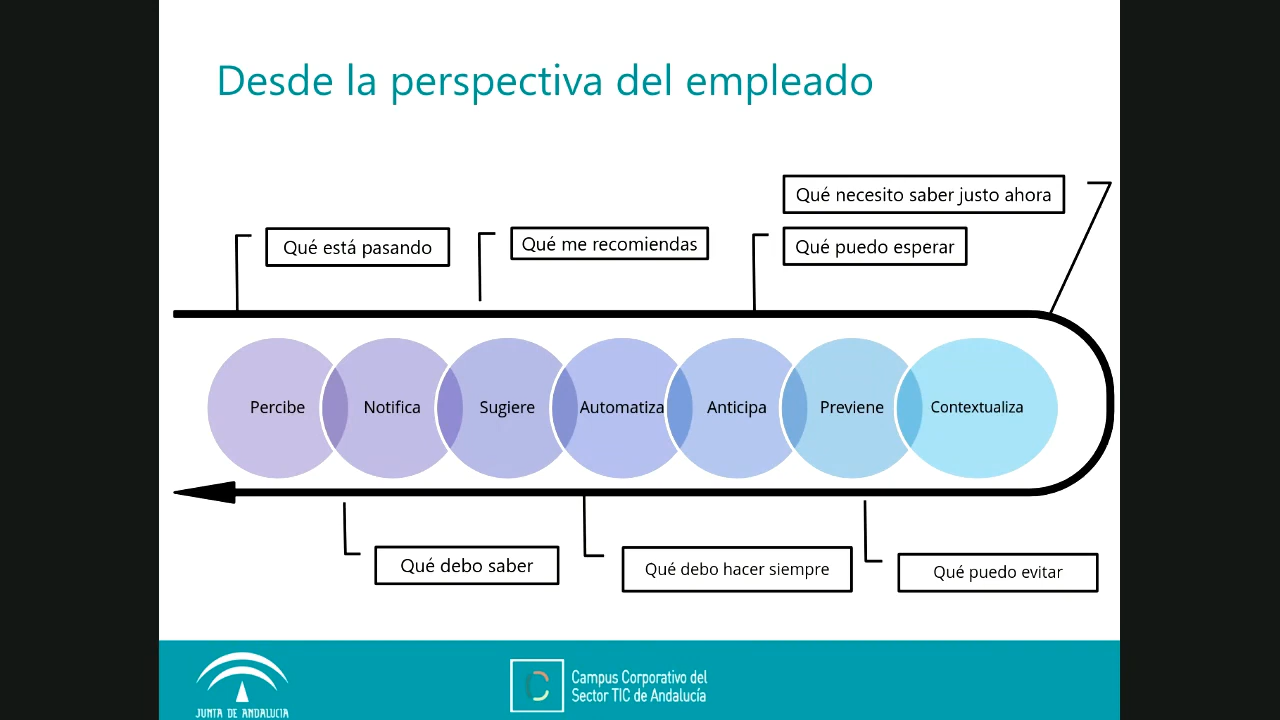 Desde la perspectiva del empleado
Qué necesito saber justo ahora
Qué está pasando
Qué me recomiendas
Qué puedo esperar
Percibe
Notifica
Sugiere
Automatiza
Anticipa
Previene
Contextualiza
Qué debo saber
Qué debo hacer siempre
Qué puedo evitar
JUNTA DE ANDALUCIA
Campus Corporativo del
Sector TIC de Andalucía